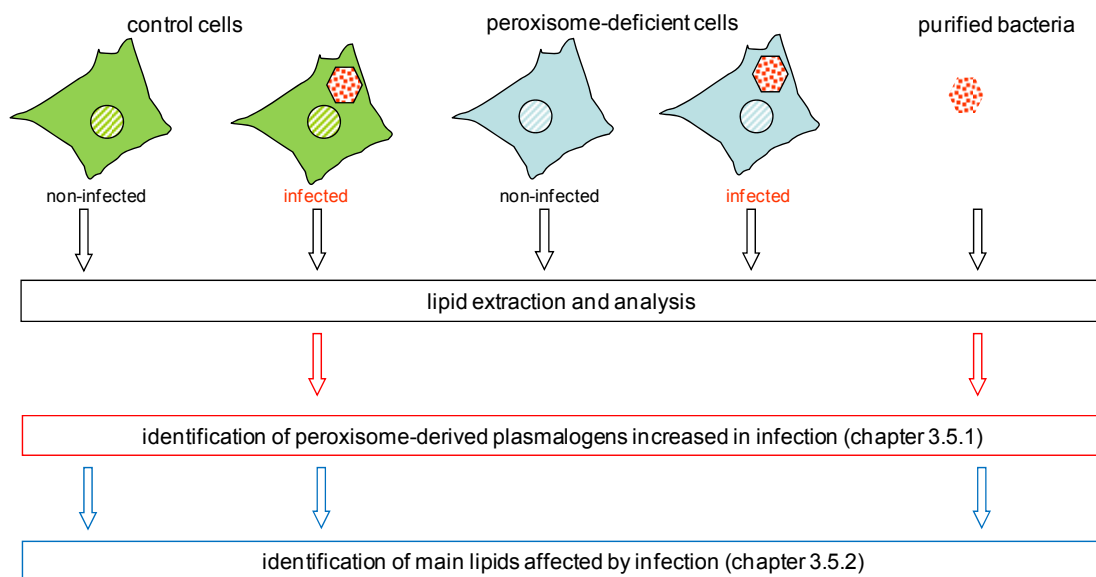 control cells
peroxisome-deficient cells
purified bacteria
non-infected
infected
non-infected
infected
lipid extraction and analysis
identification of peroxisome-derived plasmalogens increased in infection (chapter 3.5.1)
identification of main lipids affected by infection (chapter 3.5.2)